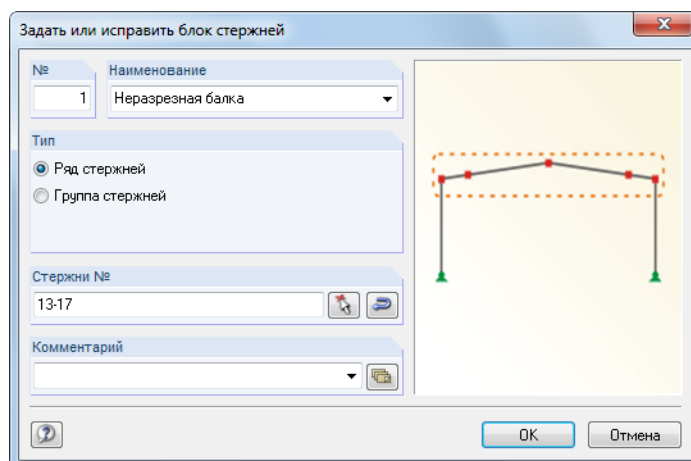 Задать или исправить блок стержней
№
Наименование
1
Неразрезная балка
Тип
Ряд стержней
Группа стержней
Стержни №
13-17
Комментарий
OK
Отмена